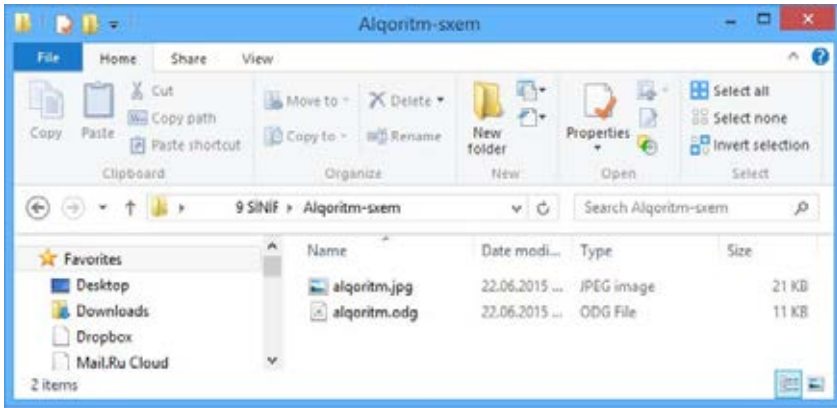 Alqoritm-sxem
File Home Share View
Copy Paste Cut
Copy path
Paste shortcut
Clipboard
Move to Delete
Copy to Rename
Organize
New folder
New
Properties
Open
Select all
Select none
Invert selection
Select
9 SİNİF Alqoritm-sxem Search Alqoritm-sxem
Favorites
Desktop
Downloads
Dropbox
Mail.Ru Cloud
Name Date modi... Type Size
alqoritm.jpg 22.06.2015 ... JPEG image 21 KB
alqoritm.odg 22.06.2015 ... ODG File 11 KB
2 items